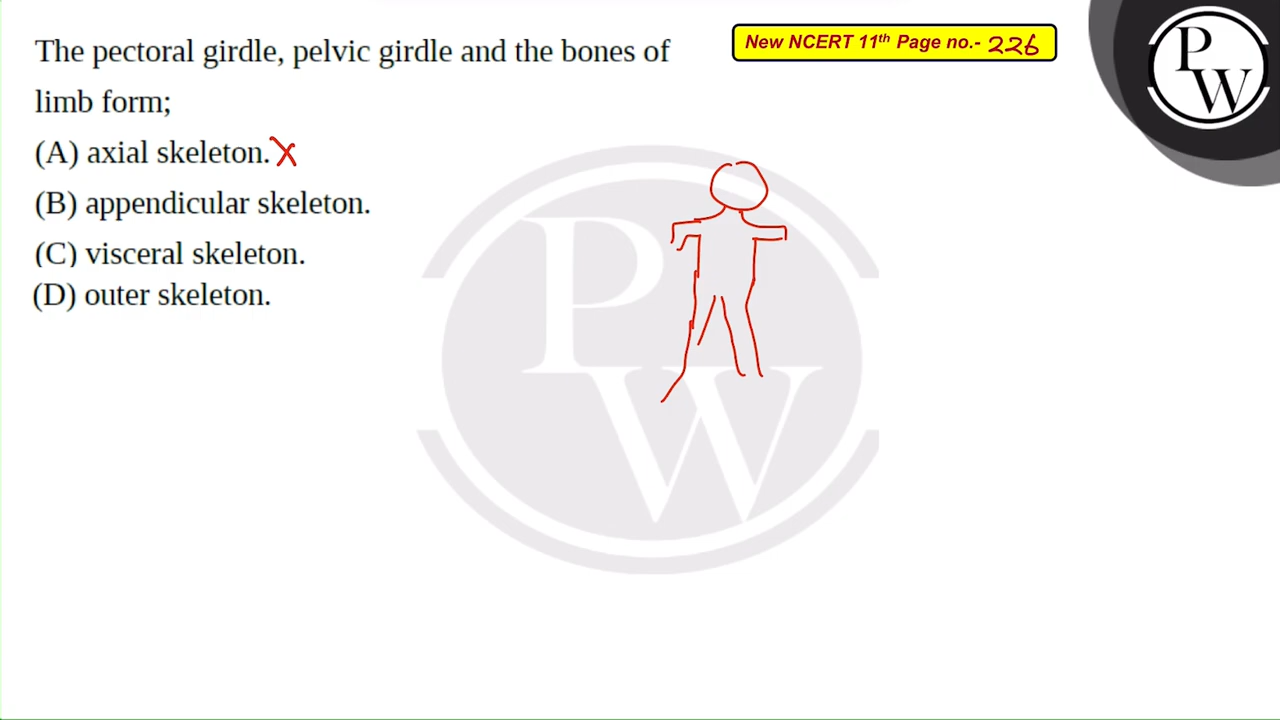 The pectoral girdle, pelvic girdle and the bones of
limb form;
(A) axial skeleton.
(B) appendicular skeleton.
(C) visceral skeleton.
(D) outer skeleton.
New NCERT 11th Page no.- 226
P
W
P
W